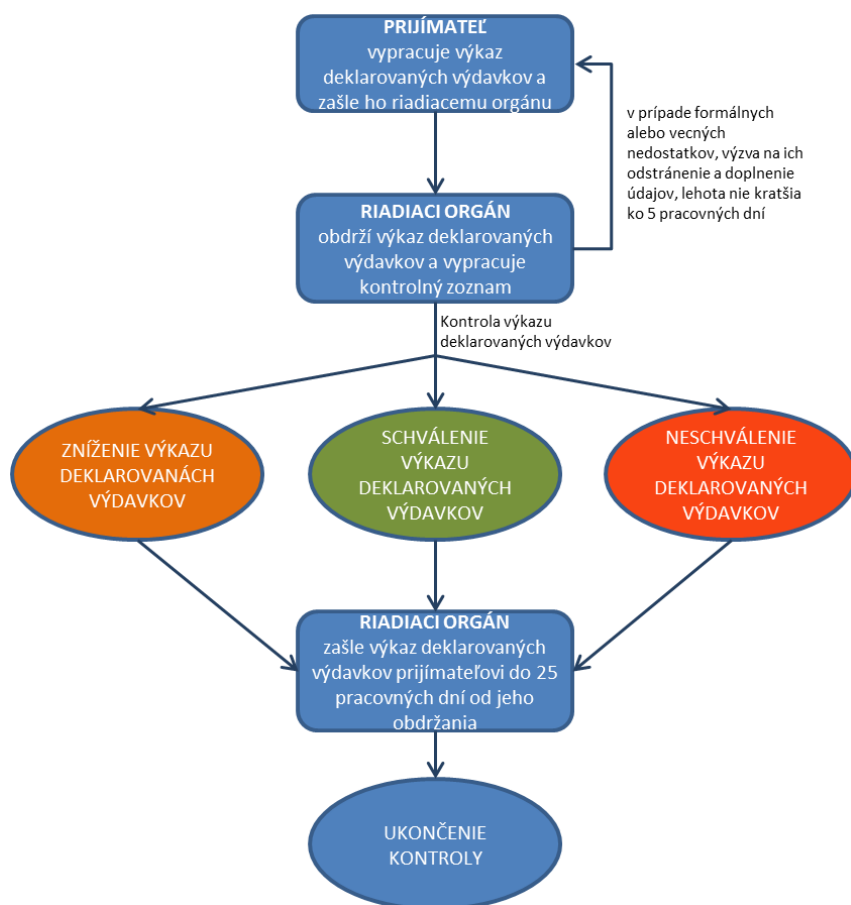 PRIJÍMATEĽ
vypracuje výkaz
deklarovaných výdavkov a
zašle ho riadiacemu orgánu
v prípade formálnych
alebo vecných
nedostatkov, výzva na ich
odstránenie a doplnenie
údajov, lehota nie kratšia
ko 5 pracovných dní
RIADIACI ORGÁN
obdrží výkaz deklarovaných
výdavkov a vypracuje
kontrolný zoznam
Kontrola výkazu
deklarovaných výdavkov
ZNÍŽENIE VÝKAZU
DEKLAROVANÁCH
VÝDAVKOV
SCHVÁLENIE
VÝKAZU
DEKLAROVANÝCH
VÝDAVKOV
NESCHVÁLENIE
VÝKAZU
DEKLAROVANÝCH
VÝDAVKOV
RIADIACI ORGÁN
zašle výkaz deklarovaných
výdavkov prijímateľovi do 25
pracovných dní od jeho
obdržania
UKONČENIE
KONTROLY